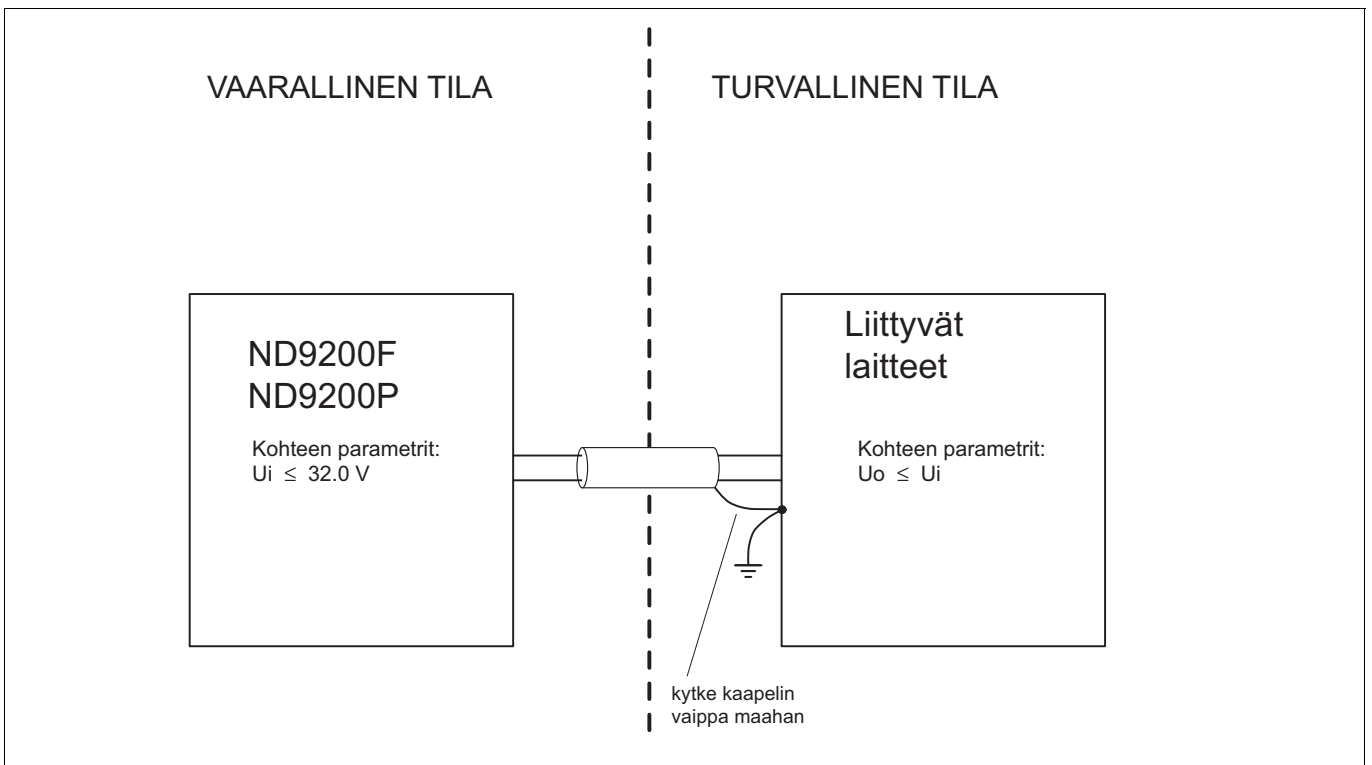 VAARALLINEN TILA
TURVALLINEN TILA
ND9200F
ND9200P
Kohteen parametrit:
Ui ≤ 32.0 V
Liittyvät
laitteet
Kohteen parametrit:
Uo ≤ Ui
kytke kaapelin
vaippa maahan